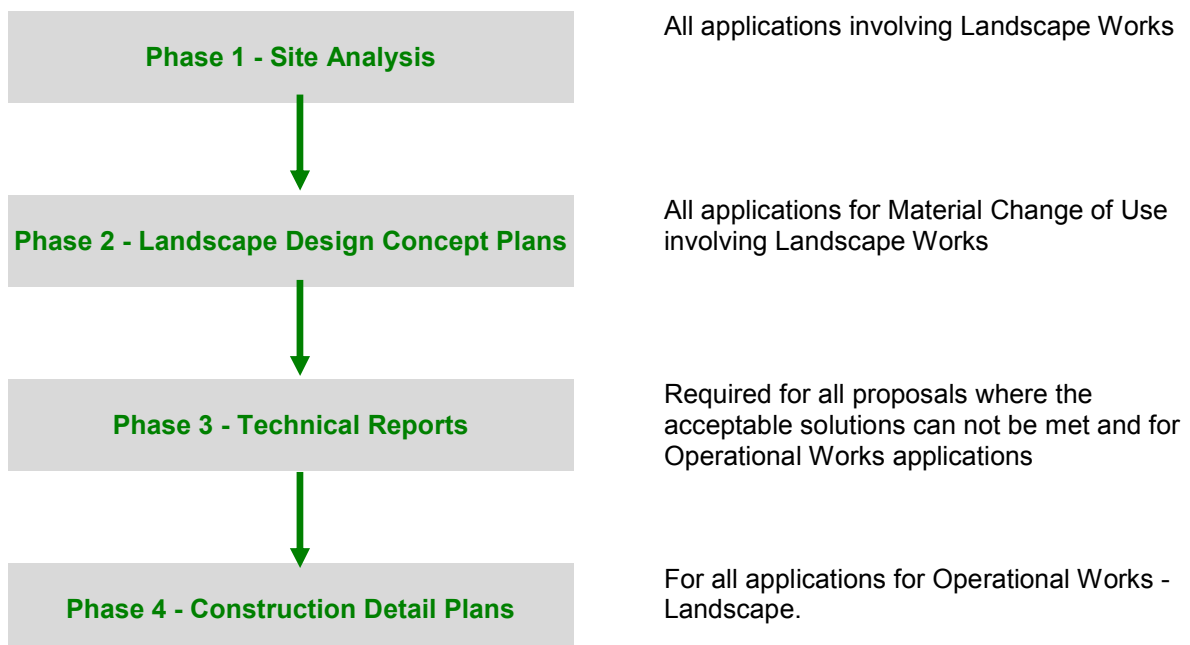 Phase 1 - Site Analysis
All applications involving Landscape Works
Phase 2 - Landscape Design Concept Plans
All applications for Material Change of Use
involving Landscape Works
Phase 3 - Technical Reports
Required for all proposals where the
acceptable solutions can not be met and for
Operational Works applications
Phase 4 - Construction Detail Plans
For all applications for Operational Works -
Landscape.